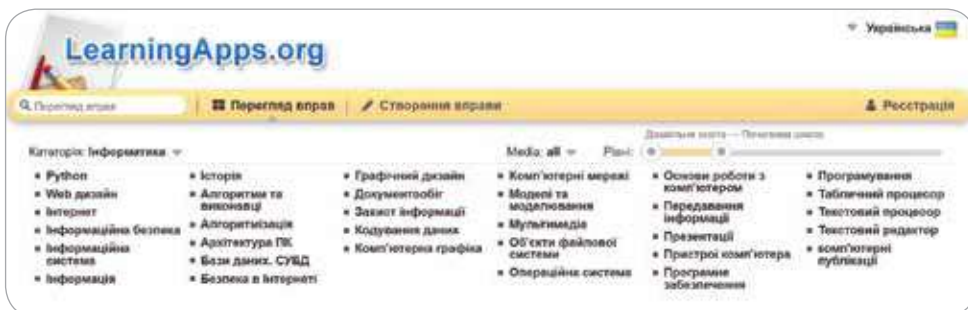 Українська
LearningApps.org
Перегляд вправ
Перегляд вправ
Створення вправи
Реєстрація
Дошкільна освіта — Початкова школа
Категорія: Інформатика
Media: all
Рівні:
Python
Web дизайн
Інтернет
Інформаційна безпека
Інформаційна
система
Інформація
Історія
Алгоритми та
виконавці
Алгоритмізація
Архітектура ПК
Бази даних. СУБД
Безпека в Інтернеті
Графічний дизайн
Документообіг
Захист інформації
Кодування даних
Комп'ютерна графіка
Комп'ютерні мережі
Моделі та
моделювання
Мультимедіа
Об'єкти файлової
системи
Операційна система
Основи роботи з
комп'ютером
Передавання
інформації
Презентації
Пристрої комп'ютера
Програмне
забезпечення
Програмування
Табличний процесор
Текстовий процесор
Текстовий редактор
комп'ютерні
публікації